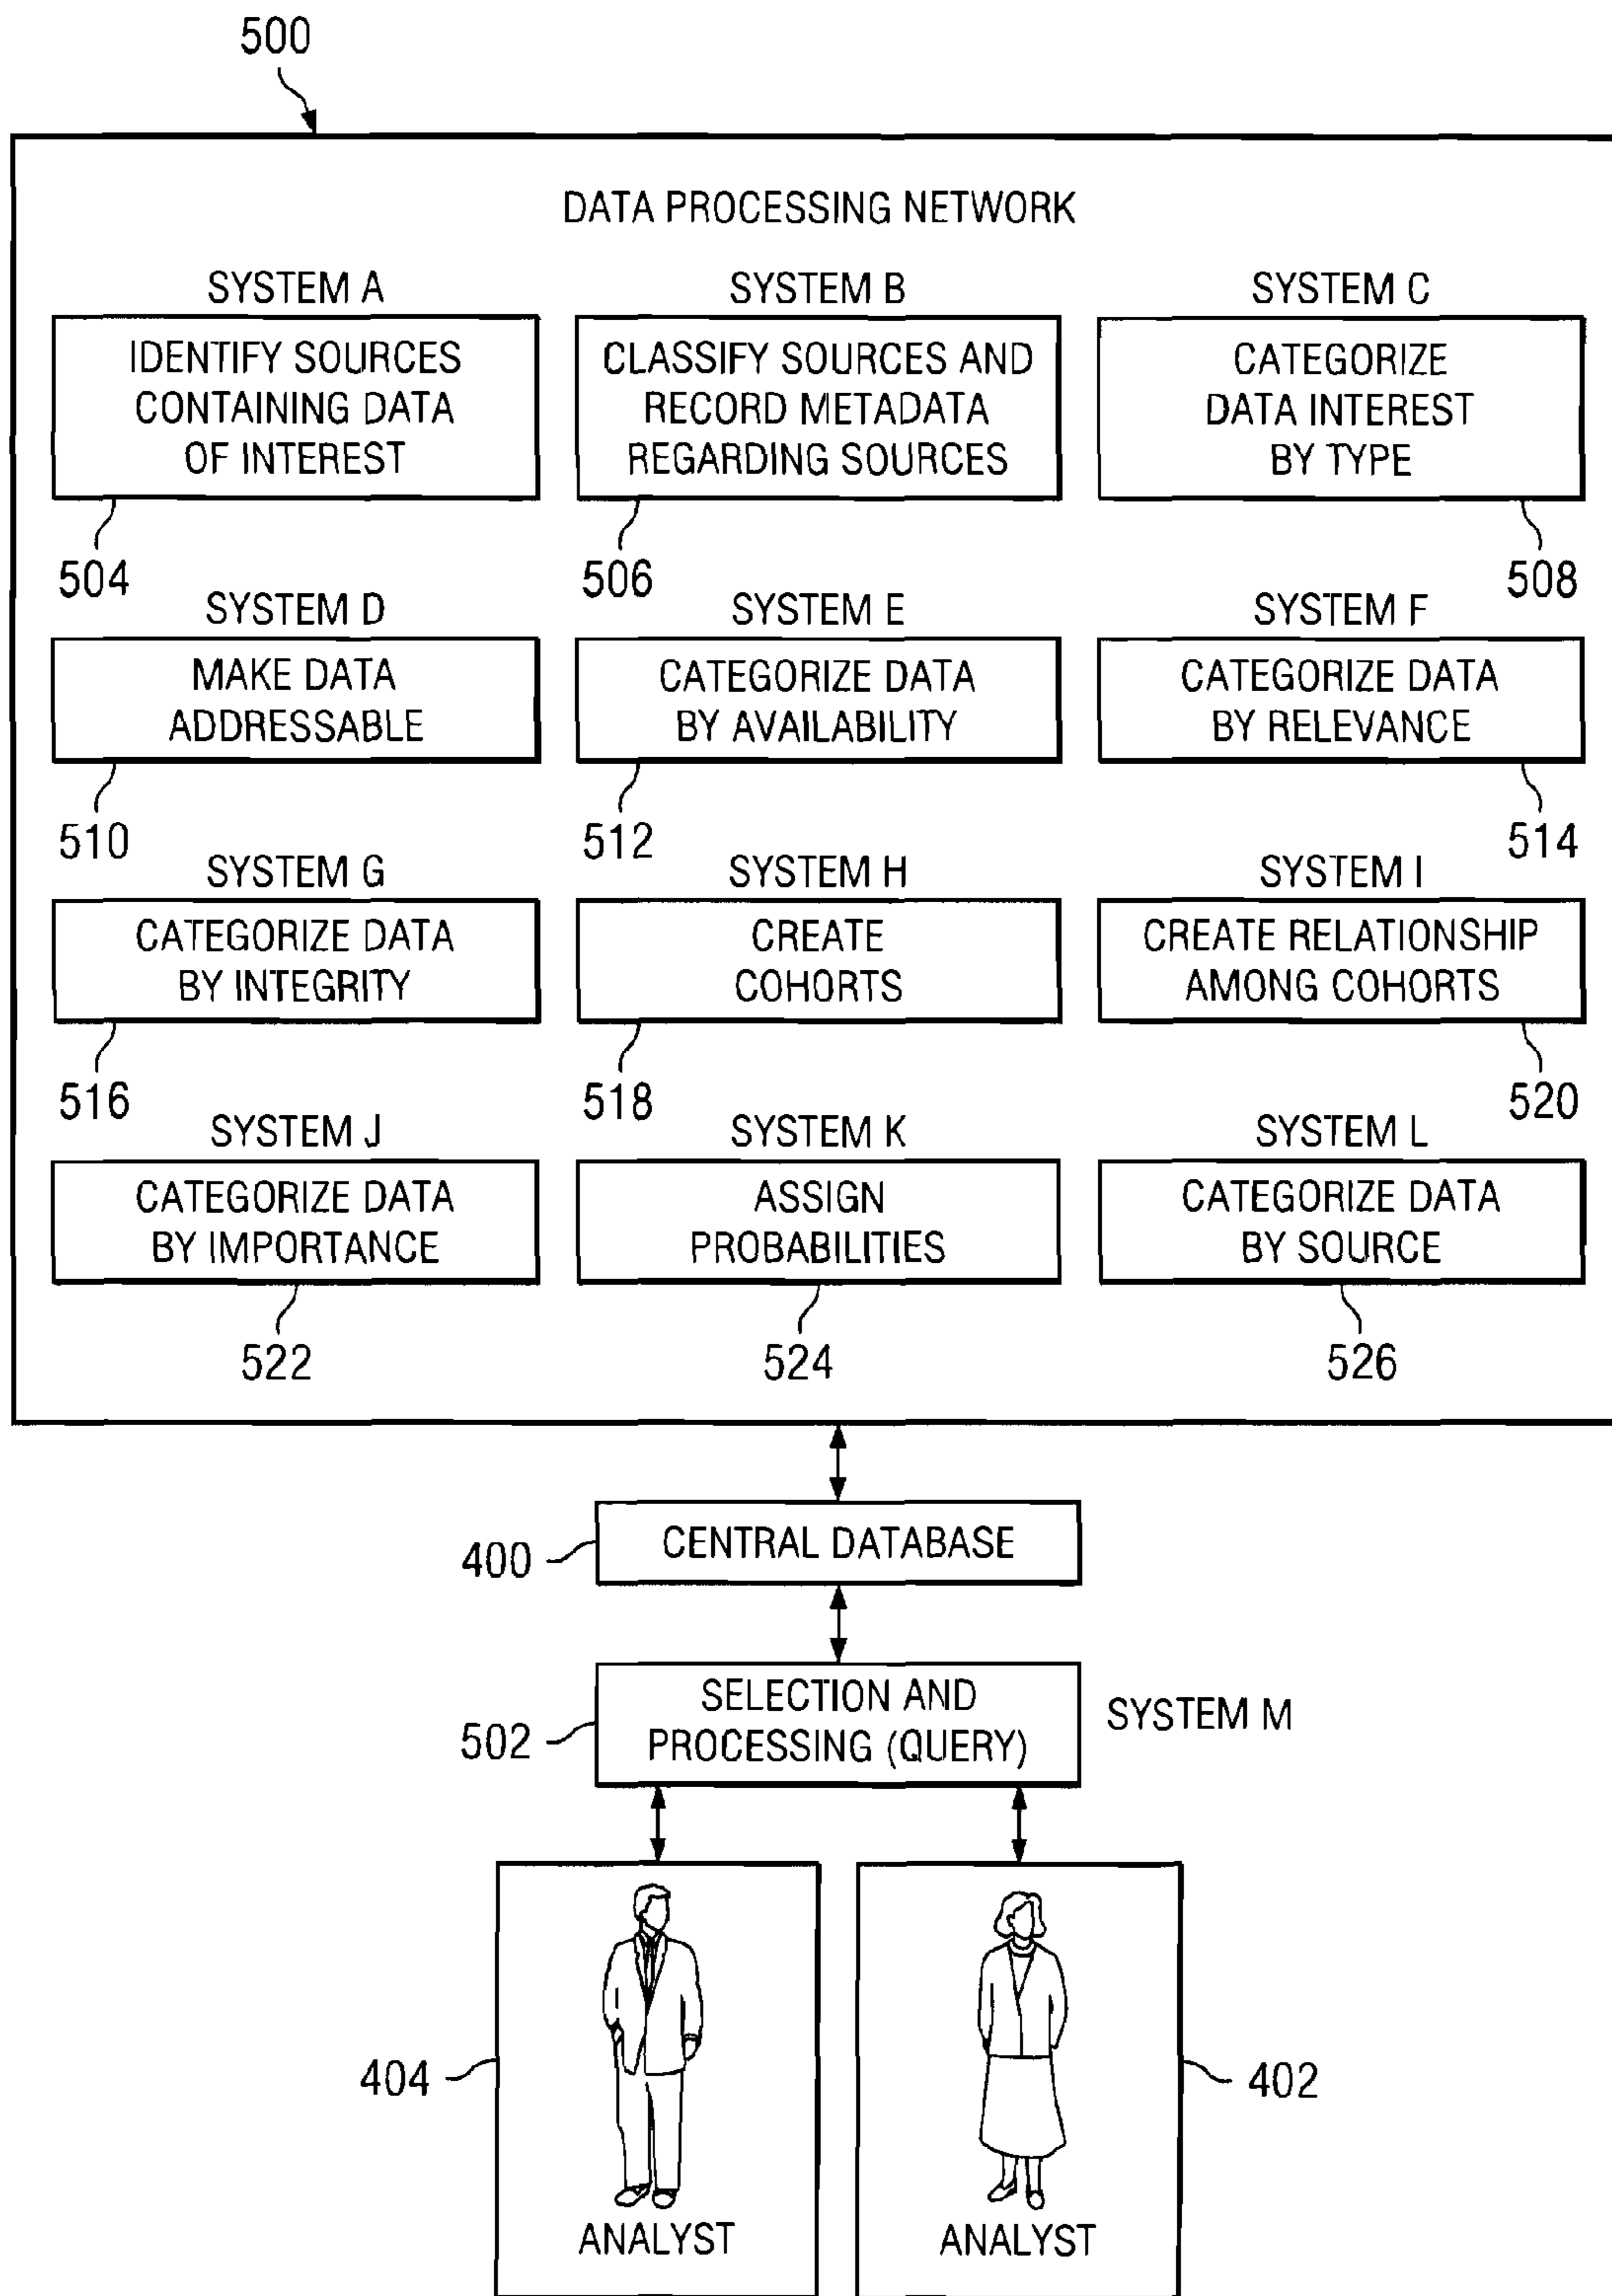 500
DATA PROCESSING NETWORK
SYSTEM A
IDENTIFY SOURCES
CONTAINING DATA
OF INTEREST
504
SYSTEM B
CLASSIFY SOURCES AND
RECORD METADATA
REGARDING SOURCES
506
SYSTEM C
CATEGORIZE
DATA INTEREST
BY TYPE
508
SYSTEM D
MAKE DATA
ADDRESSABLE
510
SYSTEM E
CATEGORIZE DATA
BY AVAILABILITY
512
SYSTEM F
CATEGORIZE DATA
BY RELEVANCE
514
SYSTEM G
CATEGORIZE DATA
BY INTEGRITY
516
SYSTEM H
CREATE
COHORTS
518
SYSTEM I
CREATE RELATIONSHIP
AMONG COHORTS
520
SYSTEM J
CATEGORIZE DATA
BY IMPORTANCE
522
SYSTEM K
ASSIGN
PROBABILITIES
524
SYSTEM L
CATEGORIZE DATA
BY SOURCE
526
400
CENTRAL DATABASE
502
SELECTION AND
PROCESSING (QUERY)
SYSTEM M
404
ANALYST
402
ANALYST